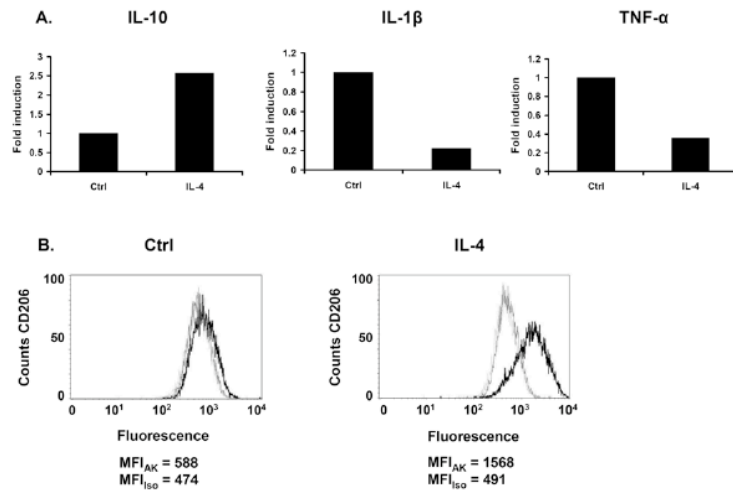 A.
IL-10
IL-1β
TNF-α
Fold induction
3
2.5
2
1.5
1
0.5
0
Ctrl
IL-4
Fold induction
1.2
1
0.8
0.6
0.4
0.2
0
Ctrl
IL-4
Fold induction
1.2
1
0.8
0.6
0.4
0.2
0
Ctrl
IL-4
B.
Ctrl
IL-4
Counts CD206
100
50
0
0 10¹ 10² 10³ 10⁴
Fluorescence
MFI_AK = 588
MFI_Iso = 474
Counts CD206
100
50
0
0 10¹ 10² 10³ 10⁴
Fluorescence
MFI_AK = 1568
MFI_Iso = 491